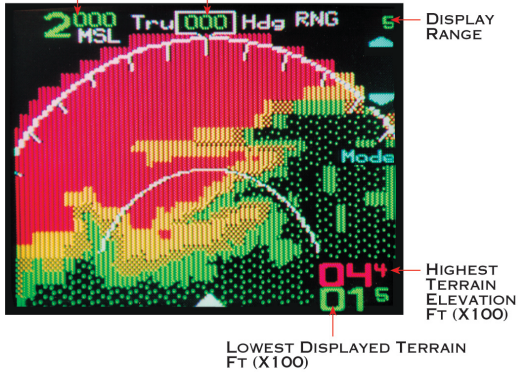 2000 Tru 000 Hdg RNG 5
MSL
DISPLAY
RANGE
Mode
044
015
HIGHEST
TERRAIN
ELEVATION
FT (X100)
LOWEST DISPLAYED TERRAIN
FT (X100)